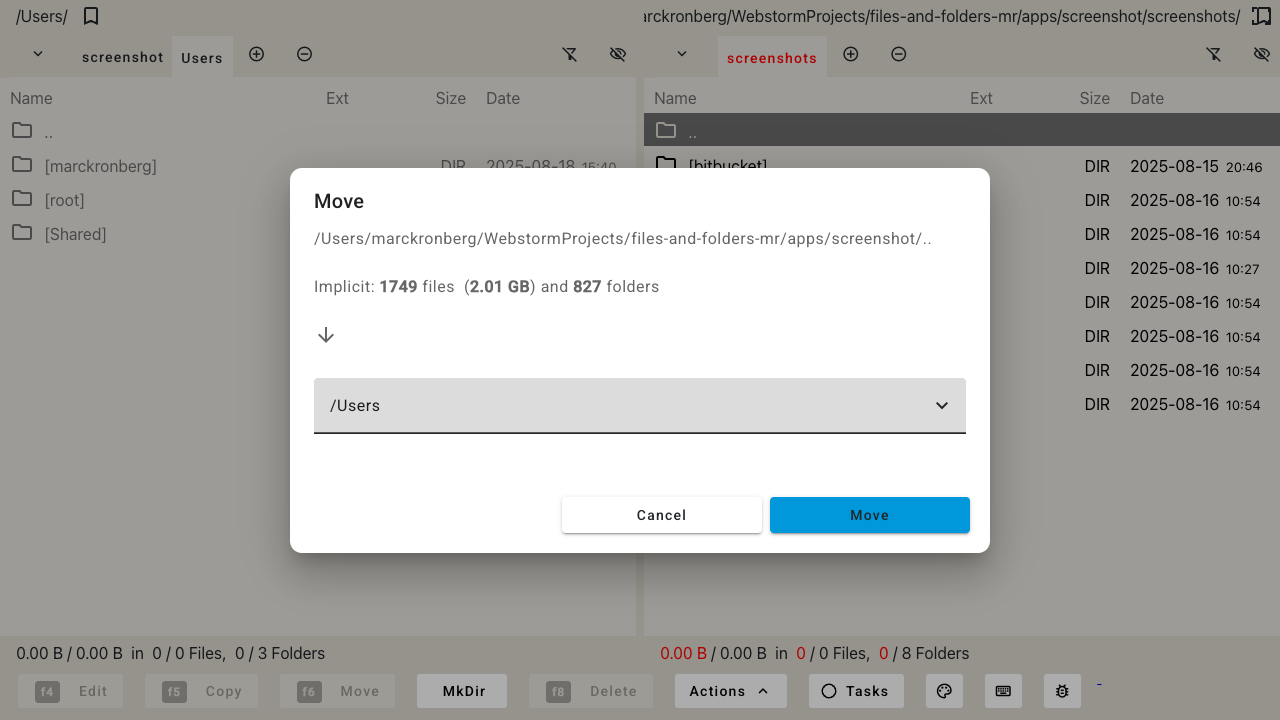 /Users/
arckronberg/WebstormProjects/files-and-folders-mr/apps/screenshot/screenshots/
screenshot Users
screenshots
Name Ext Size Date
Name Ext Size Date
..
[marckronberg] DIR 2025-08-18 15:40
[root]
[Shared]
..
[bitbucket] DIR 2025-08-15 20:46
DIR 2025-08-16 10:54
DIR 2025-08-16 10:54
DIR 2025-08-16 10:27
DIR 2025-08-16 10:54
DIR 2025-08-16 10:54
DIR 2025-08-16 10:54
DIR 2025-08-16 10:54
Move
/Users/marckronberg/WebstormProjects/files-and-folders-mr/apps/screenshot/..
Implicit: 1749 files (2.01 GB) and 827 folders
/Users
Cancel Move
0.00 B / 0.00 B in 0 / 0 Files, 0 / 3 Folders
0.00 B / 0.00 B in 0 / 0 Files, 0 / 8 Folders
f4 Edit f5 Copy f6 Move MkDir f8 Delete Actions Tasks -